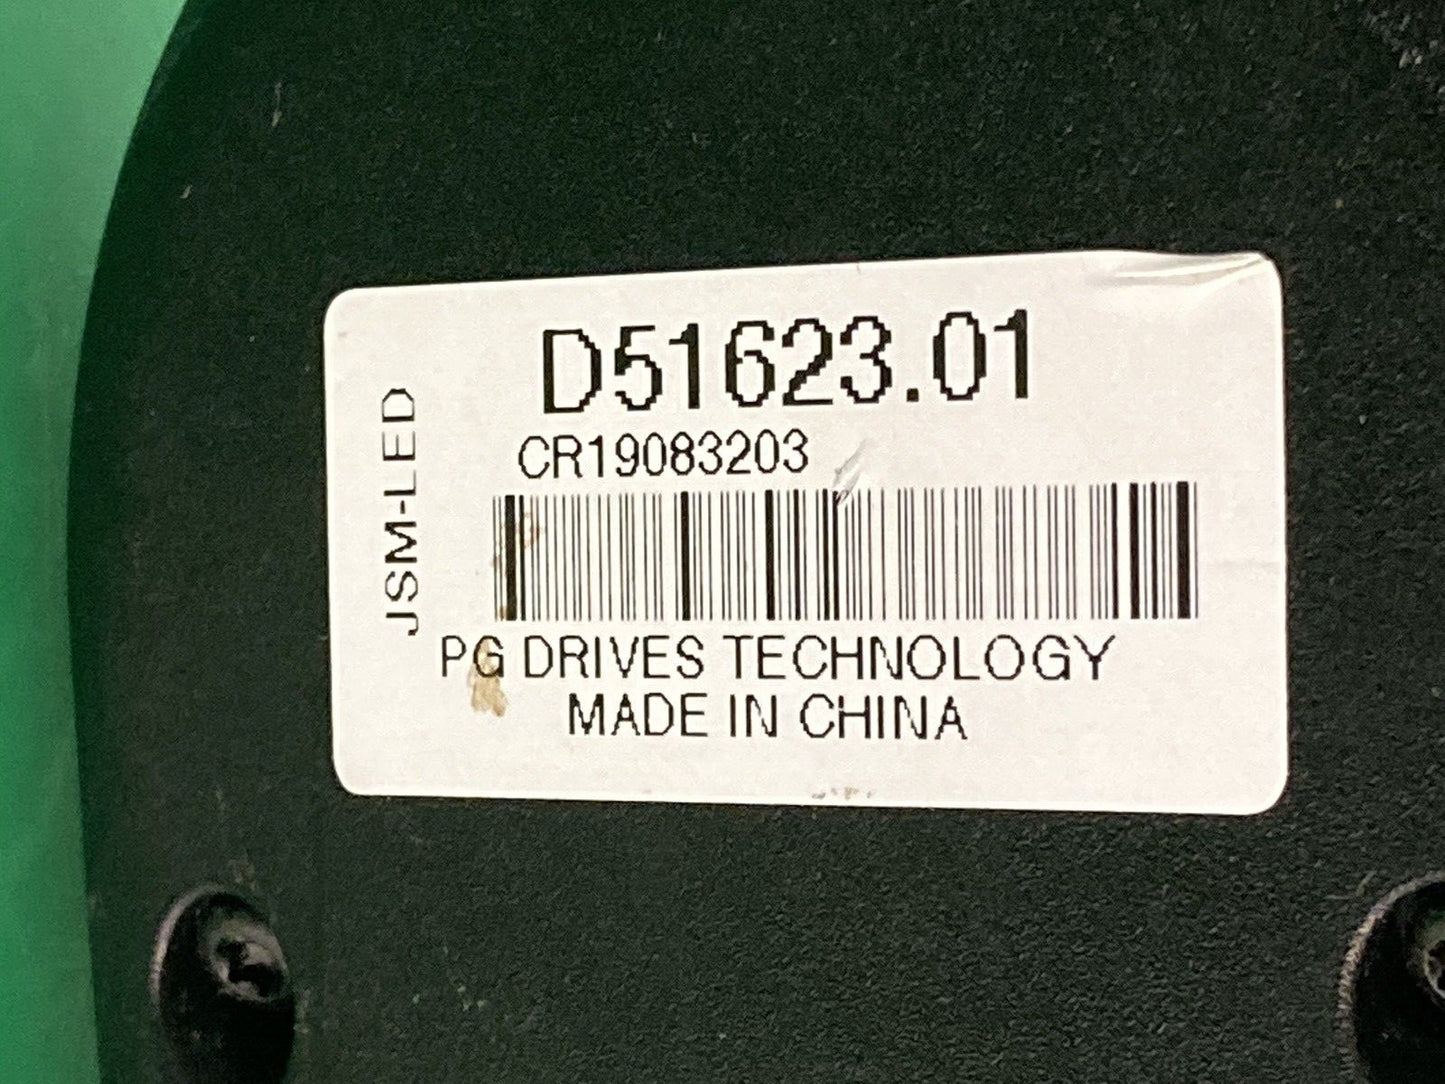 D51623.01
CR19083203
JSM-LED
PG DRIVES TECHNOLOGY
MADE IN CHINA